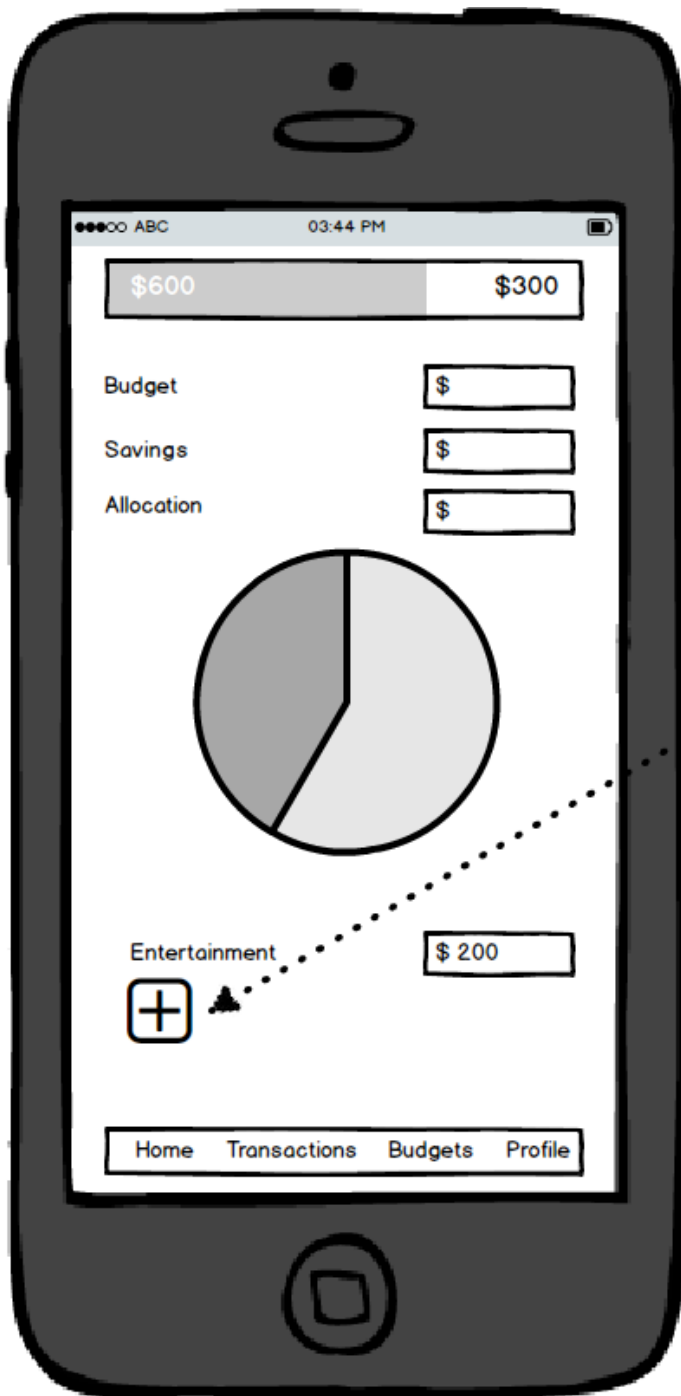 ABC 03:44 PM
$600 $300
Budget $
Savings $
Allocation $
Entertainment $ 200
Home Transactions Budgets Profile